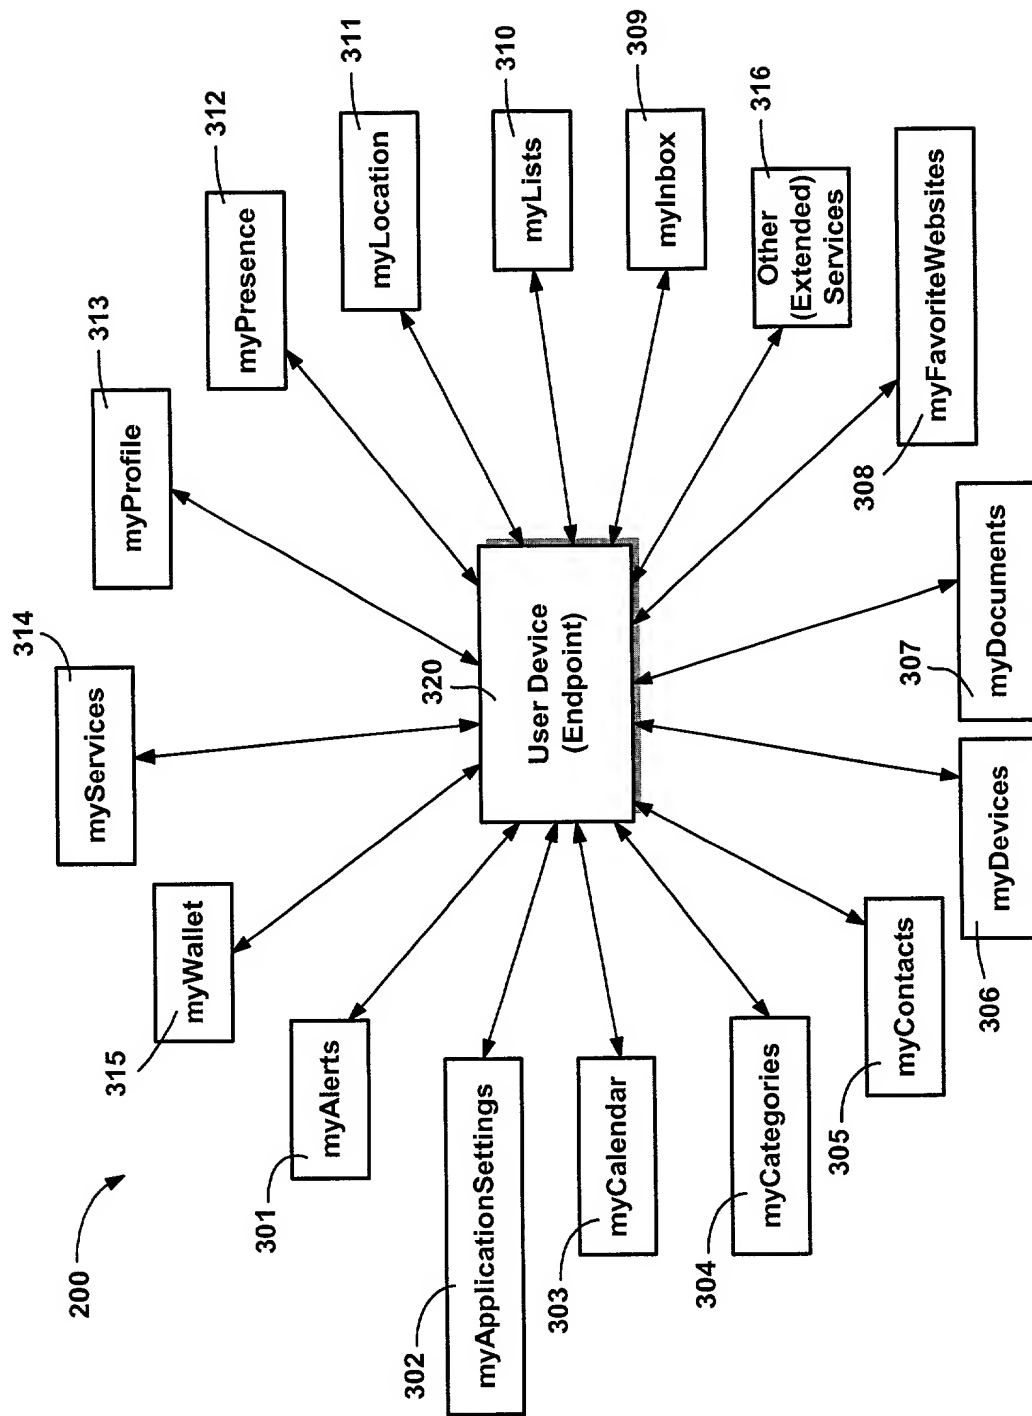 200
314
myServices
313
myProfile
312
myPresence
311
myLocation
310
myLists
309
myInbox
316
Other
(Extended)
Services
308
myFavoriteWebsites
307
myDocuments
306
myDevices
305
myContacts
304
myCategories
303
myCalendar
302
myApplicationSettings
301
myAlerts
315
myWallet
320
User Device
(Endpoint)